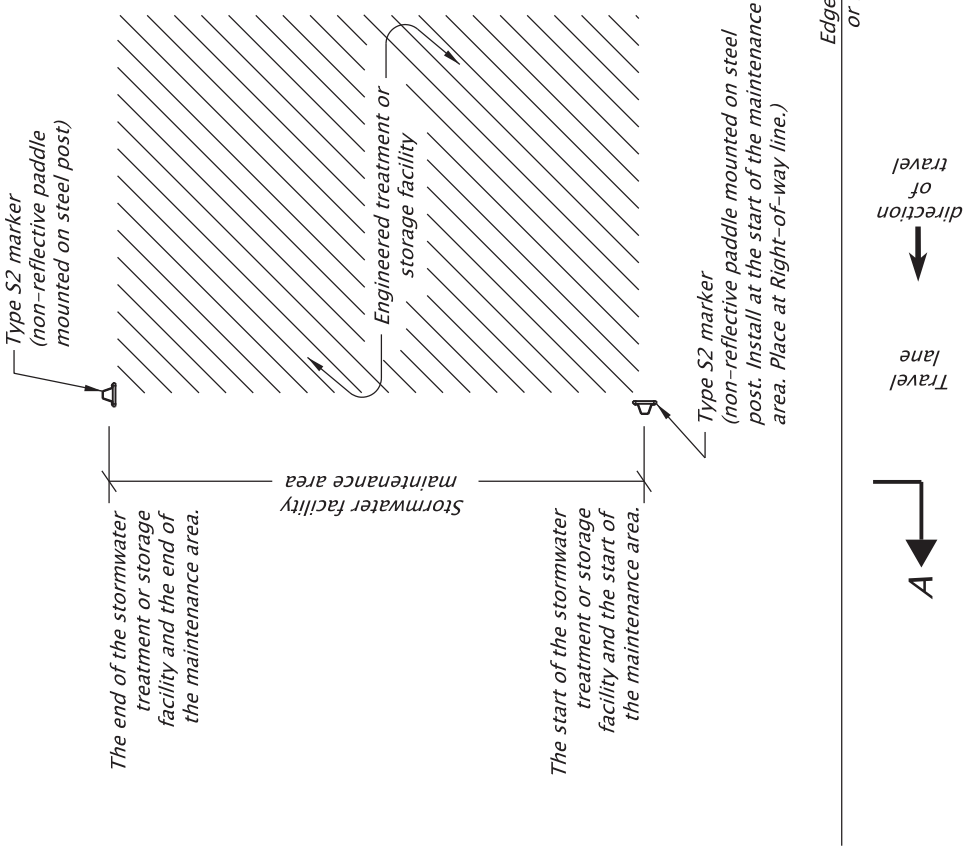 Type S2 marker
(non-reflective paddle
mounted on steel post)
Engineered treatment or
storage facility
Type S2 marker
(non-reflective paddle mounted on steel
post. Install at the start of the maintenance
area. Place at Right-of-way line.)
Stormwater facility
maintenance area
The end of the stormwater
treatment or storage
facility and the end of
the maintenance area.
The start of the stormwater
treatment or storage
facility and the start of
the maintenance area.
Edge
or
direction
of
travel
Travel
lane
A